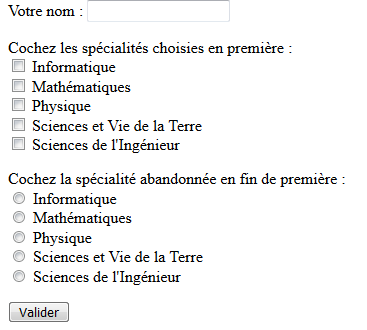 Votre nom :
Cochez les spécialités choisies en première :
Informatique
Mathématiques
Physique
Sciences et Vie de la Terre
Sciences de l'Ingénieur
Cochez la spécialité abandonnée en fin de première :
Informatique
Mathématiques
Physique
Sciences et Vie de la Terre
Sciences de l'Ingénieur
Valider